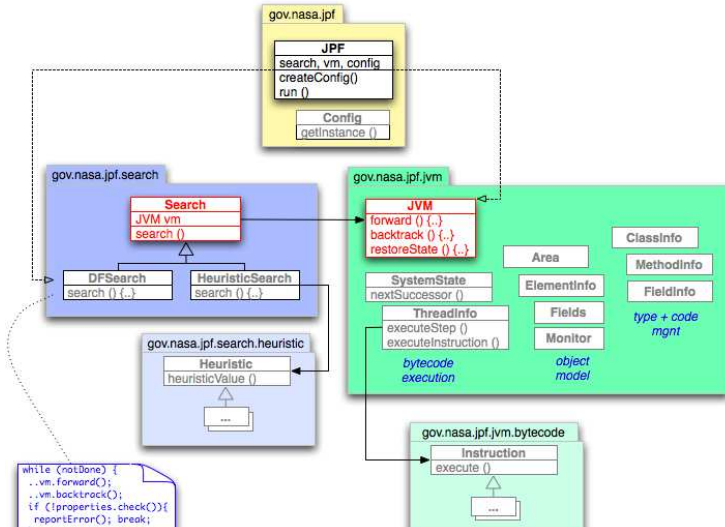 gov.nasa.jpf
JPF
search, vm, config
createConfig()
run ()
Config
getInstance ()
gov.nasa.jpf.search
Search
JVM vm
search ()
DFSearch
search () {..}
HeuristicSearch
search () {..}
gov.nasa.jpf.jvm
JVM
forward () {..}
backtrack () {..}
restoreState () {..}
SystemState
nextSuccessor ()
ThreadInfo
executeStep ()
executeInstruction ()
bytecode
execution
Area
ElementInfo
Fields
Monitor
object
model
ClassInfo
MethodInfo
FieldInfo
type + code
mgnt
gov.nasa.jpf.search.heuristic
Heuristic
heuristicValue ()
...
gov.nasa.jpf.jvm.bytecode
Instruction
execute ()
...
while (notDone) {
..vm.forward();
..vm.backtrack();
if (!properties.check()){
reportError(); break;